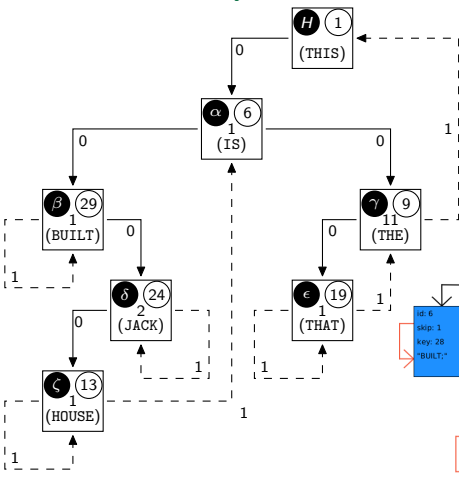 H 1
(THIS)
0
α 6
1
(IS)
1
0 0
β 29
1
(BUILT)
γ 9
11
(THE)
0 0
1
δ 24
2
(JACK)
ϵ 19
1
(THAT)
1
id: 6
skip: 1
key: 28
"BUILT;"
0
1 1
ζ 13
1
(HOUSE)
1
1